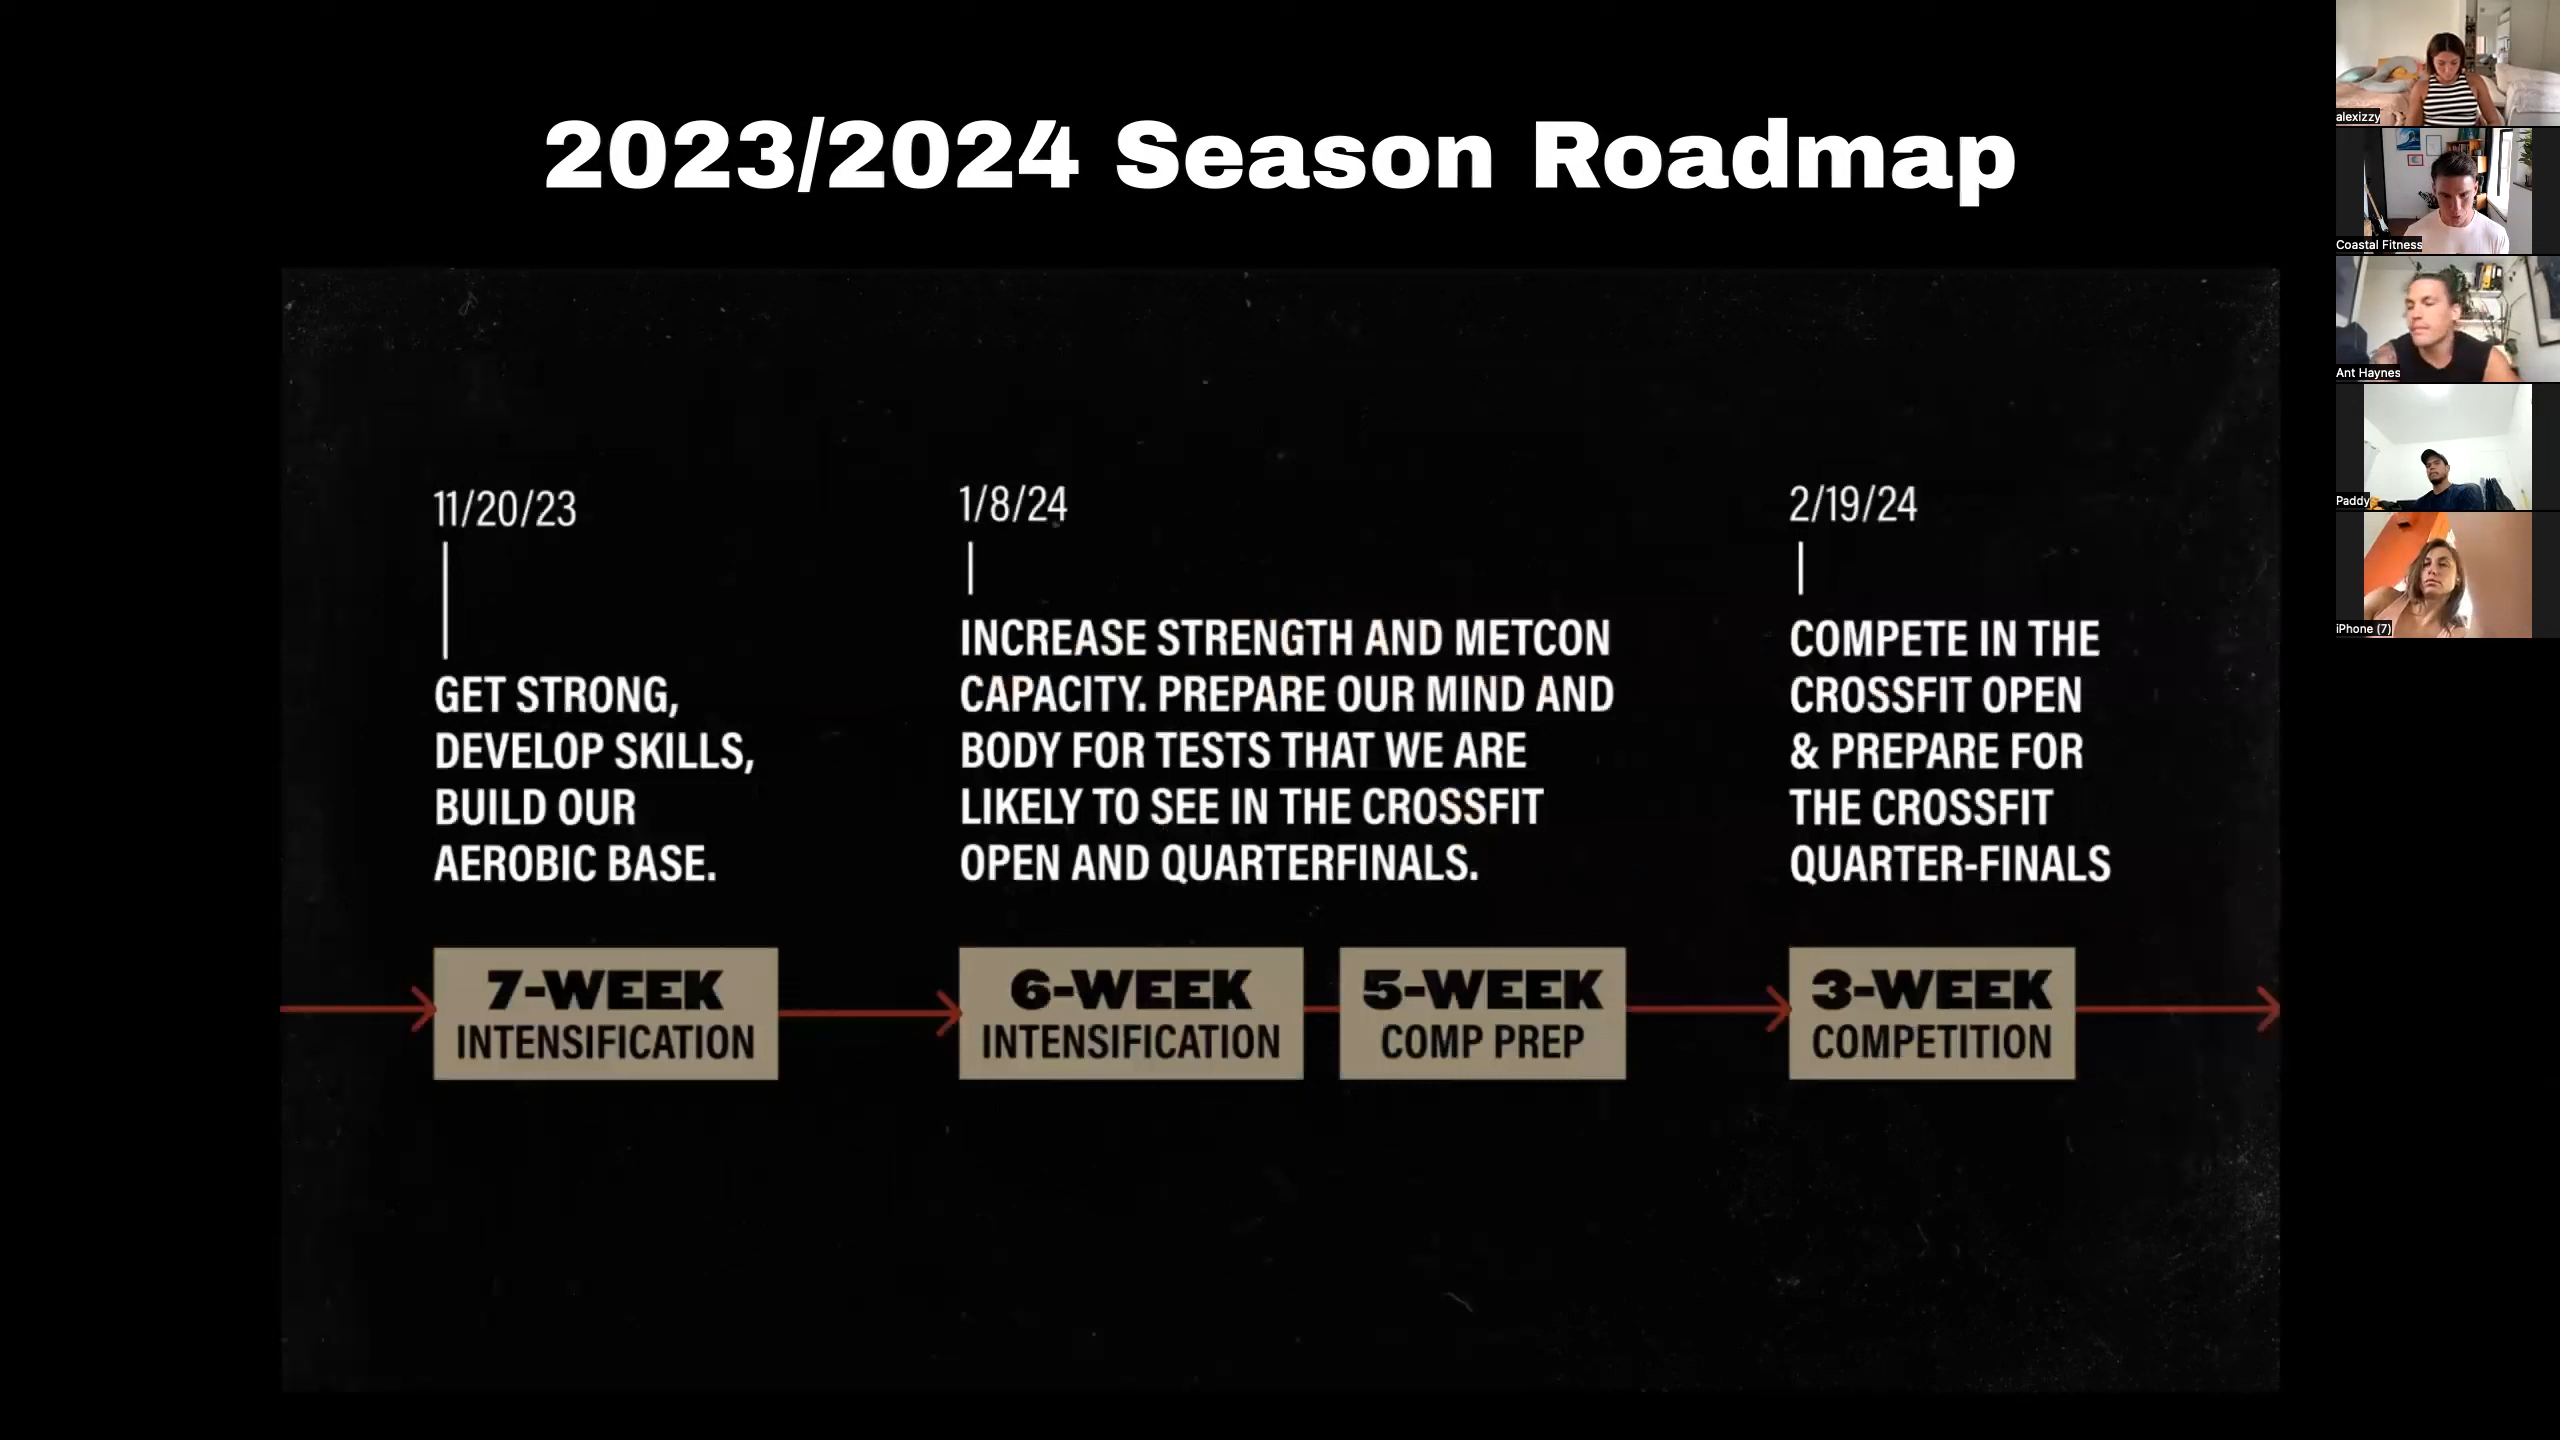 2023/2024 Season Roadmap
11/20/23
GET STRONG,
DEVELOP SKILLS,
BUILD OUR
AEROBIC BASE.
7-WEEK
INTENSIFICATION
1/8/24
INCREASE STRENGTH AND METCON
CAPACITY. PREPARE OUR MIND AND
BODY FOR TESTS THAT WE ARE
LIKELY TO SEE IN THE CROSSFIT
OPEN AND QUARTERFINALS.
6-WEEK
INTENSIFICATION
5-WEEK
COMP PREP
2/19/24
COMPETE IN THE
CROSSFIT OPEN
& PREPARE FOR
THE CROSSFIT
QUARTER-FINALS
3-WEEK
COMPETITION
alexizzy
Coastal Fitness
Ant Haynes
Paddy
iPhone (7)